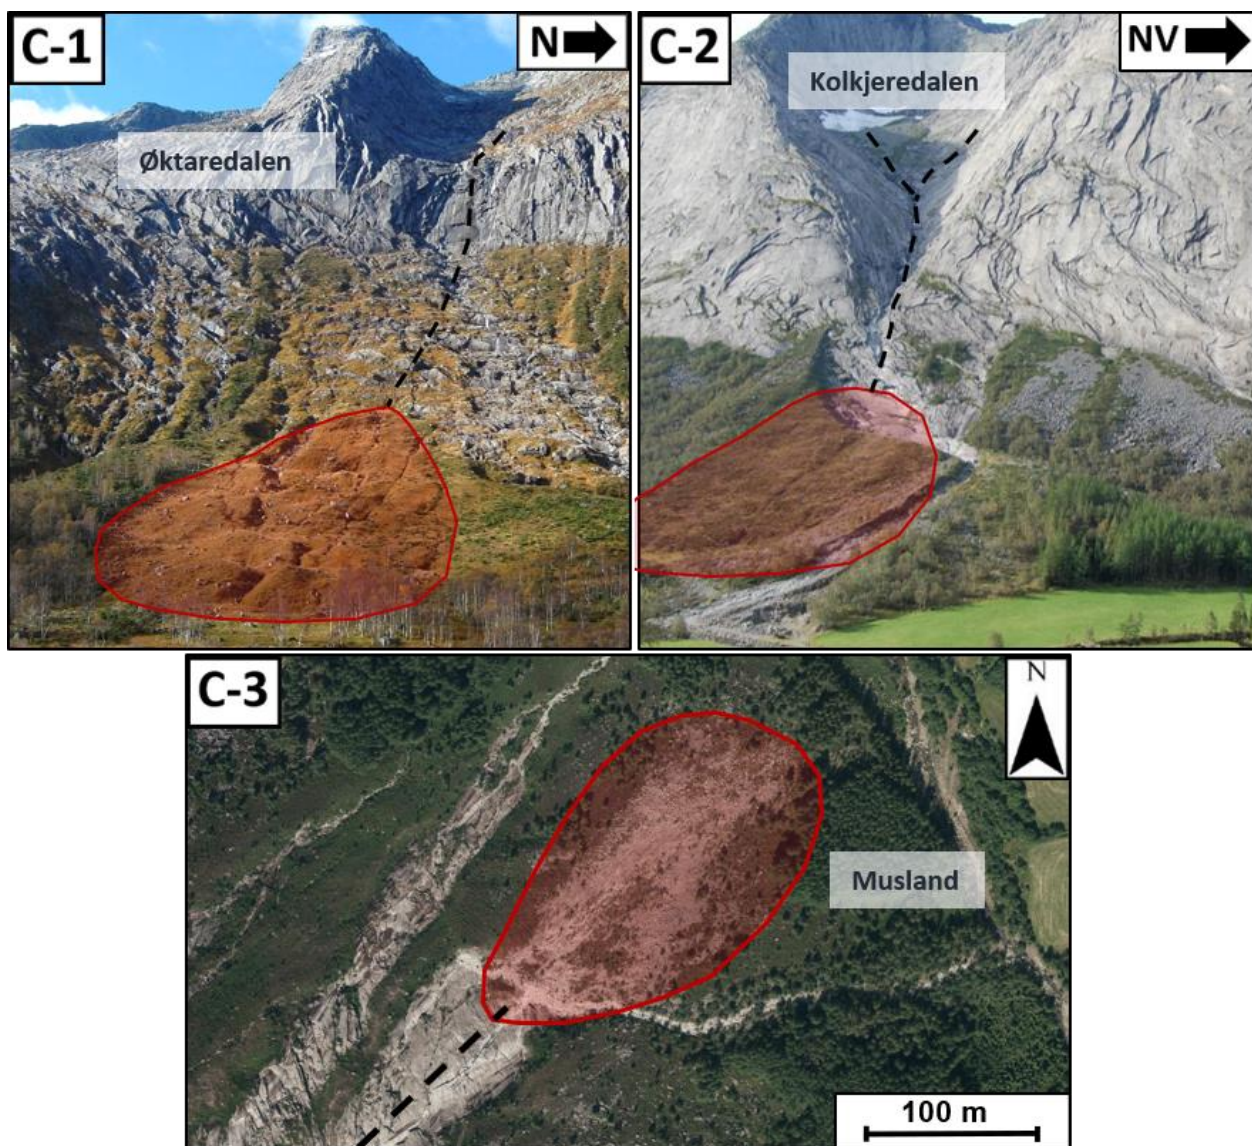 C-1
N
Øktaredalen
C-2
NV
Kolkjeredalen
C-3
N
Musland
100 m